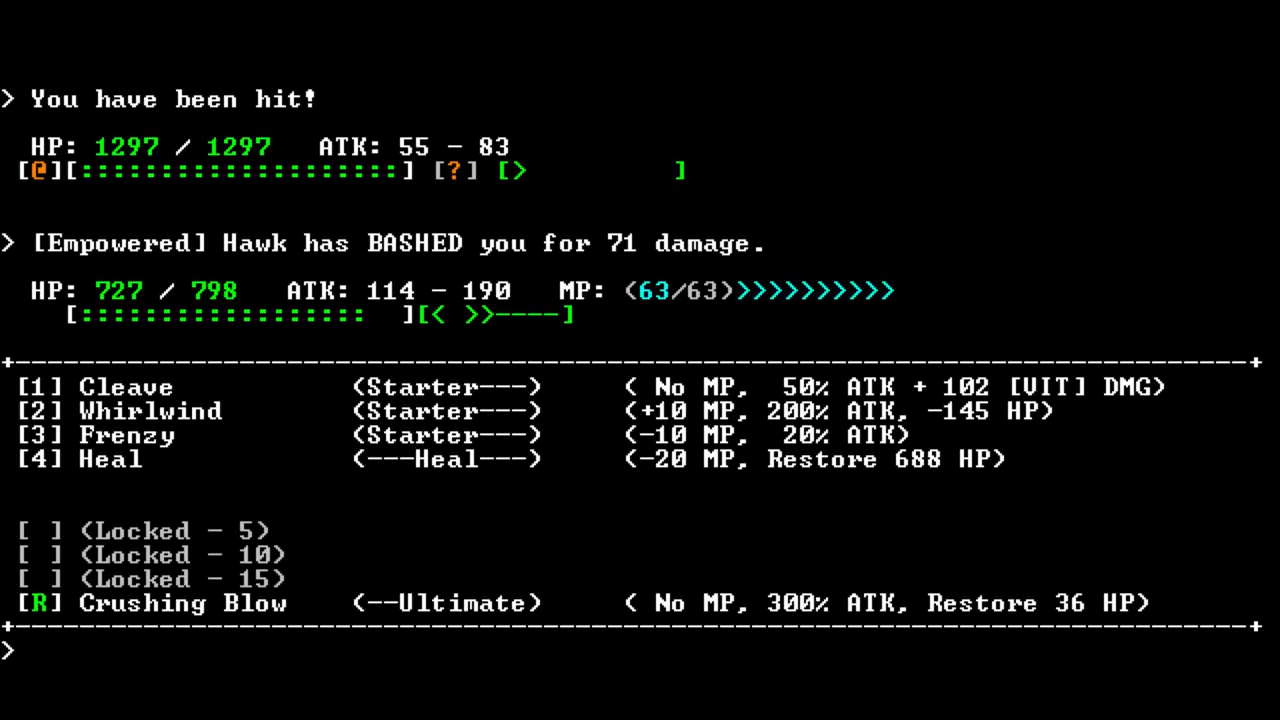 > You have been hit!
HP: 1297 / 1297   ATK: 55 - 83
[@][::::::::::::::::::::] [?] [>         ]
> [Empowered] Hawk has BASHED you for 71 damage.
HP: 727 / 798   ATK: 114 - 190   MP: (63/63)>>>>>>>>>>
[::::::::::::::::::  ][< >>----]
+------------------------------------------------------------------------------+
[1] Cleave           (Starter---)     ( No MP,  50% ATK + 102 [VIT] DMG)
[2] Whirlwind        (Starter---)     (+10 MP, 200% ATK, -145 HP)
[3] Frenzy           (Starter---)     (-10 MP,  20% ATK)
[4] Heal             (---Heal---)     (-20 MP, Restore 688 HP)
[ ] (Locked - 5)
[ ] (Locked - 10)
[ ] (Locked - 15)
[R] Crushing Blow    (--Ultimate)     ( No MP, 300% ATK, Restore 36 HP)
+------------------------------------------------------------------------------+
>